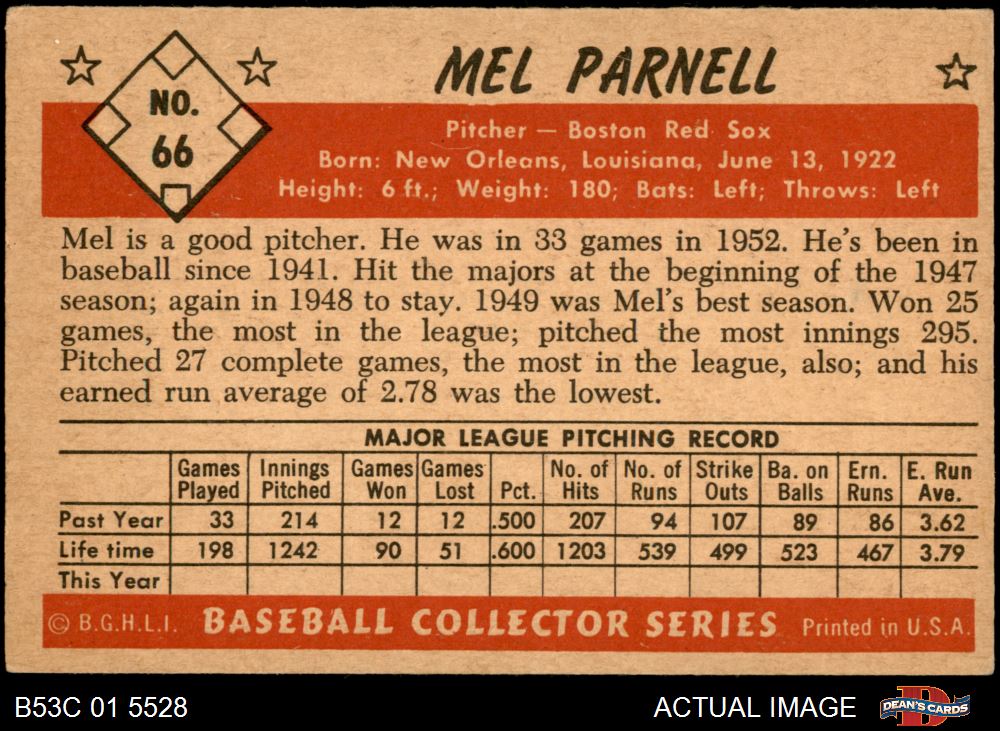 NO.
66
MEL PARNELL
Pitcher — Boston Red Sox
Born: New Orleans, Louisiana, June 13, 1922
Height: 6 ft.; Weight: 180; Bats: Left; Throws: Left
Mel is a good pitcher. He was in 33 games in 1952. He's been in
baseball since 1941. Hit the majors at the beginning of the 1947
season; again in 1948 to stay. 1949 was Mel's best season. Won 25
games, the most in the league; pitched the most innings 295.
Pitched 27 complete games, the most in the league, also; and his
earned run average of 2.78 was the lowest.
MAJOR LEAGUE PITCHING RECORD
Games Played Innings Pitched Games Won Games Lost Pct. No. of Hits No. of Runs Strike Outs Ba. on Balls Ern. Runs E. Run Ave.
Past Year 33 214 12 12 .500 207 94 107 89 86 3.62
Life time 198 1242 90 51 .600 1203 539 499 523 467 3.79
This Year
© B.G.H.L.I. BASEBALL COLLECTOR SERIES Printed in U.S.A.
B53C 01 5528 ACTUAL IMAGE DEAN'S CARDS